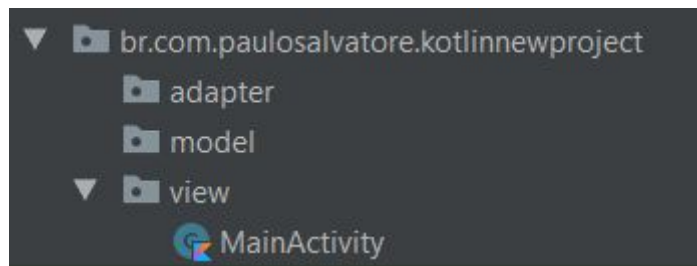 br.com.paulosalvatore.kotlinnewproject
adapter
model
view
MainActivity